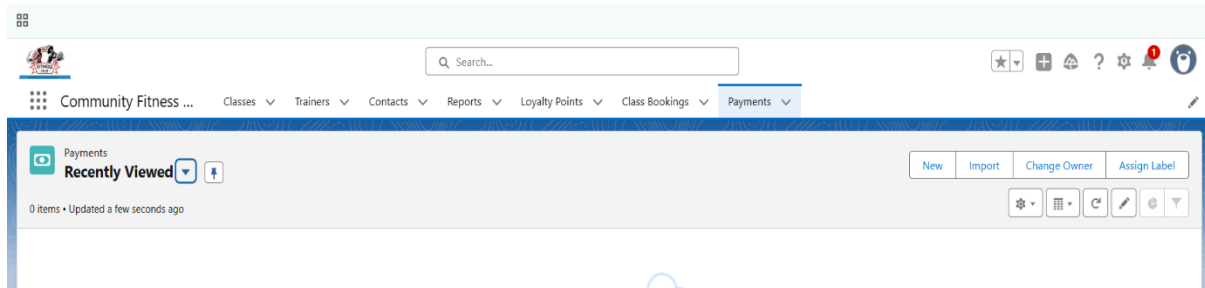 Search...
1
Community Fitness ... Classes Trainers Contacts Reports Loyalty Points Class Bookings Payments
Payments
Recently Viewed
New Import Change Owner Assign Label
0 items • Updated a few seconds ago